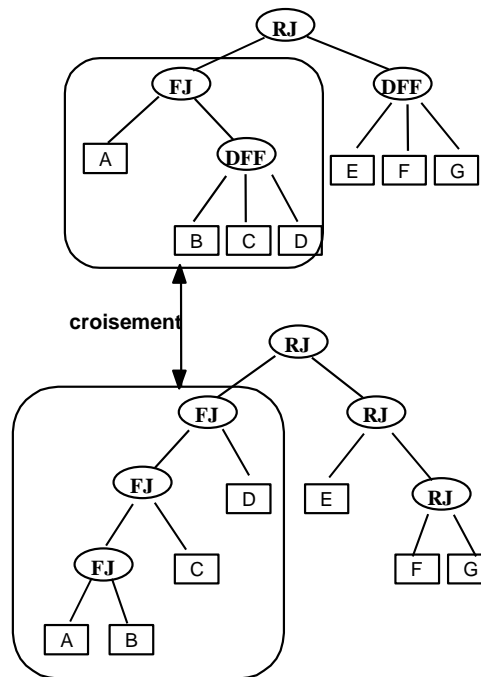 RJ
FJ DFF
A DFF E F G
B C D
croisement
RJ
FJ RJ
FJ D E RJ
FJ C F G
A B